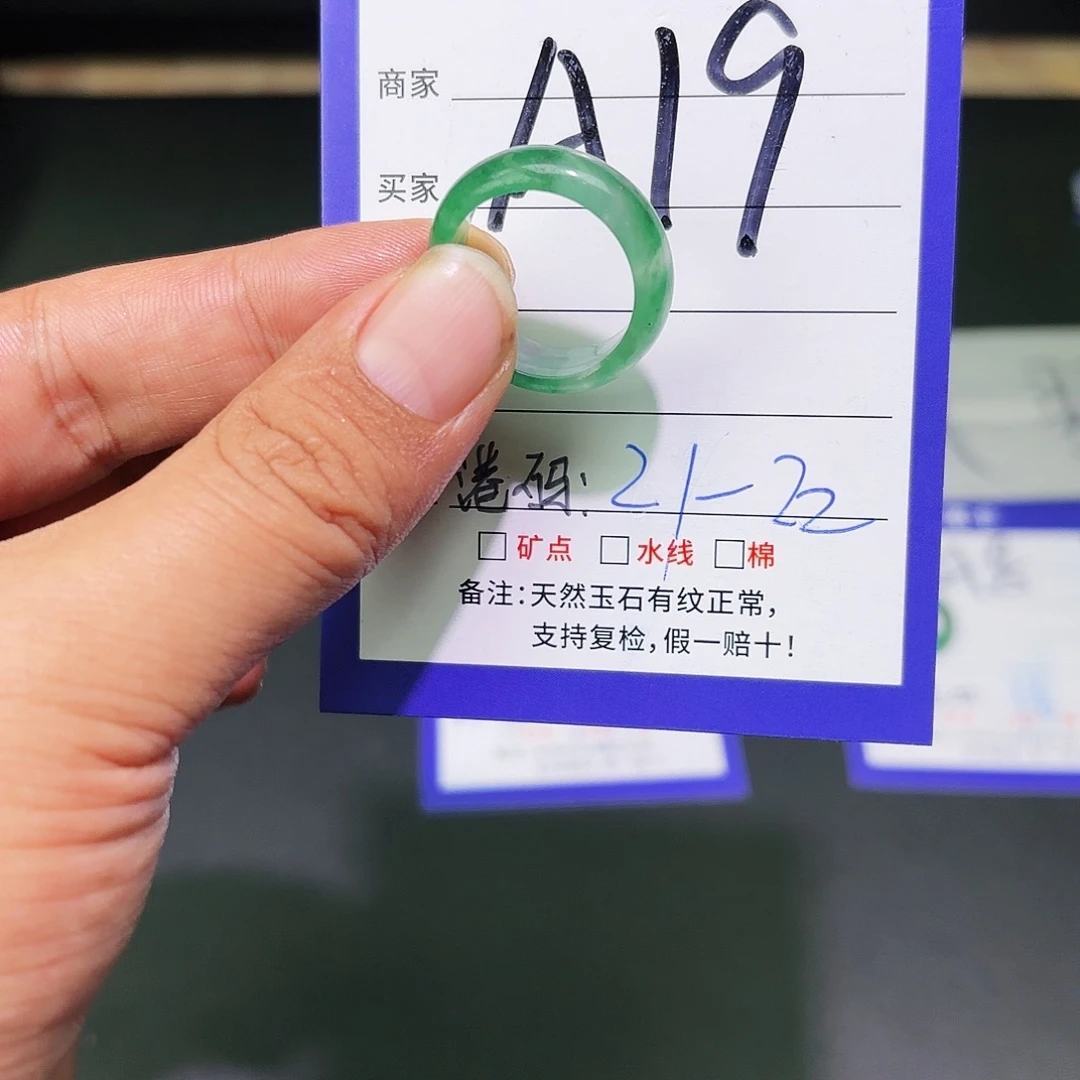 商家 A19
买家
港码: 21-22
□矿点 □水线 □棉
备注:天然玉石有纹正常,
支持复检,假一赔十!